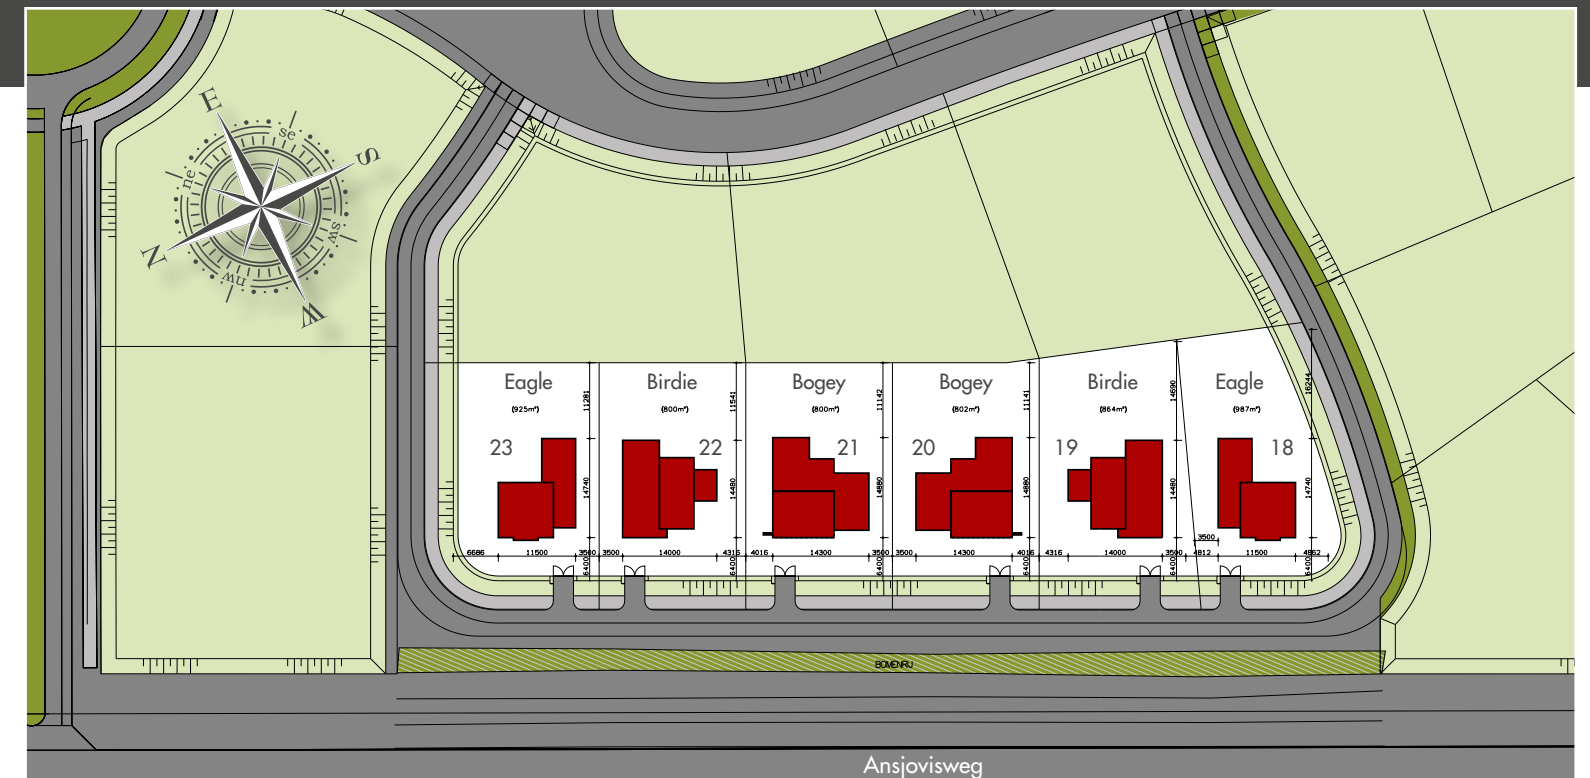 E
se
S
ne
sw
N
nw
W
Eagle Birdie Bogey Bogey Birdie Eagle
(925m²) (800m²) (800m²) (802m²) (864m²) (987m²)
11281 11541 11142 11141 14690 16244
23 22 21 20 19 18
14740 14480 14880 14880 14480 14740
3500
6686 11500 3500 3500 14000 4316 4016 14300 3500 3500 14300 4016 4316 14000 3500 4812 11500 4862
6400 6400 6400 6400 6400 6400
BOMENRIJ
Ansjovisweg